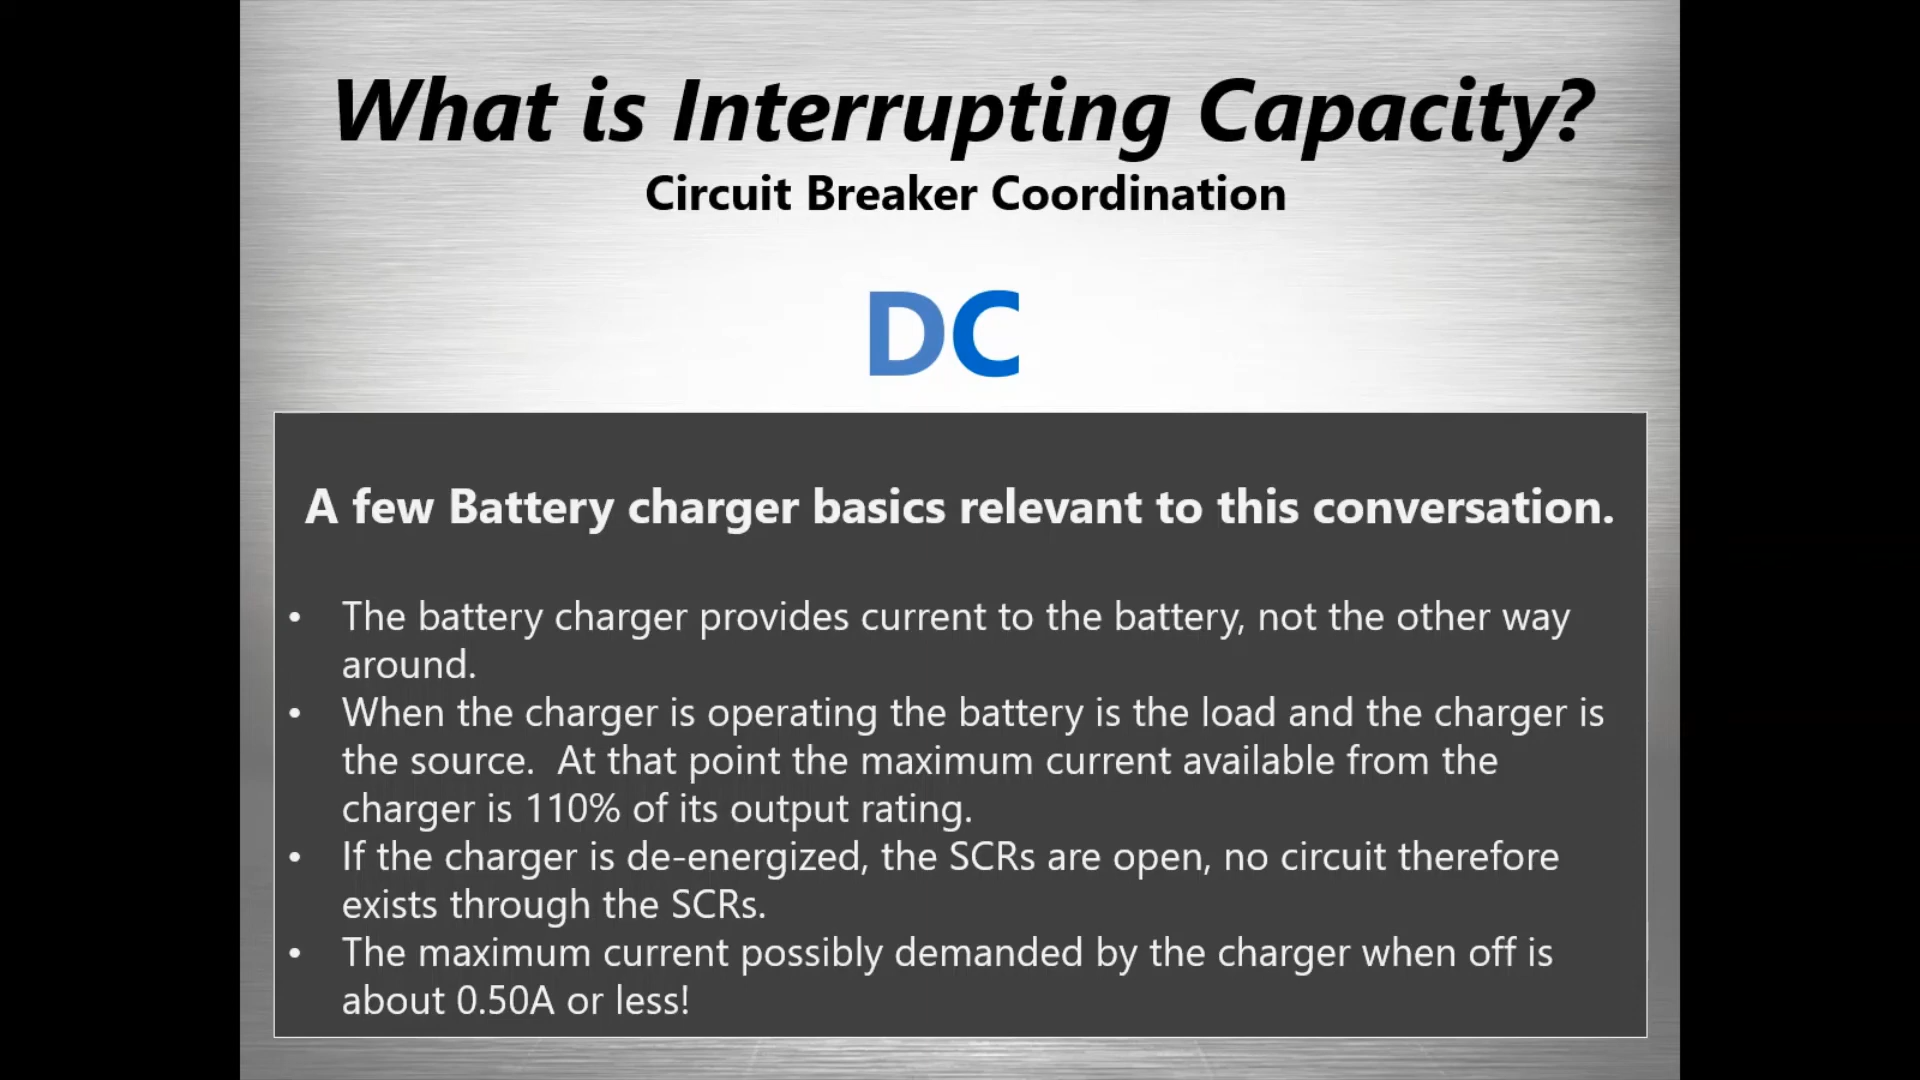 What is Interrupting Capacity?
Circuit Breaker Coordination
DC
A few Battery charger basics relevant to this conversation.
• The battery charger provides current to the battery, not the other way
around.
• When the charger is operating the battery is the load and the charger is
the source.  At that point the maximum current available from the
charger is 110% of its output rating.
• If the charger is de-energized, the SCRs are open, no circuit therefore
exists through the SCRs.
• The maximum current possibly demanded by the charger when off is
about 0.50A or less!